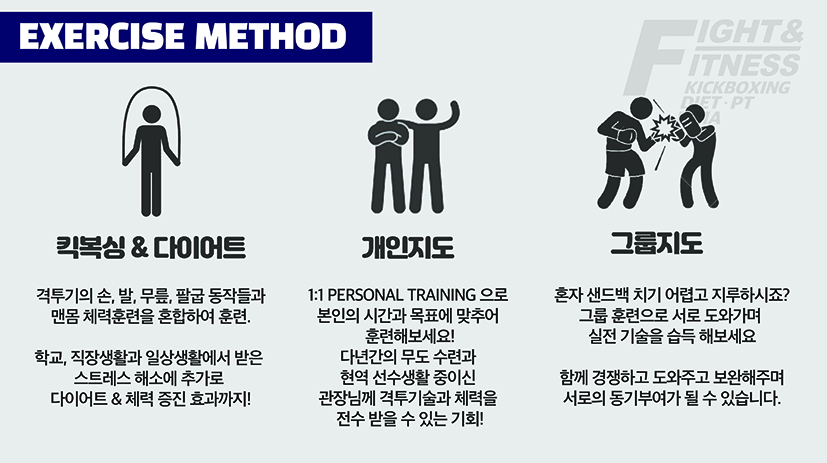 EXERCISE METHOD
FIGHT &
FITNESS
KICKBOXING
DIET · PT
킥복싱 & 다이어트
격투기의 손, 발, 무릎, 팔굽 동작들과
맨몸 체력훈련을 혼합하여 훈련.
학교, 직장생활과 일상생활에서 받은
스트레스 해소에 추가로
다이어트 & 체력 증진 효과까지!
개인지도
1:1 PERSONAL TRAINING 으로
본인의 시간과 목표에 맞추어
훈련해보세요!
다년간의 무도 수련과
현역 선수생활 중이신
관장님께 격투기술과 체력을
전수 받을 수 있는 기회!
그룹지도
혼자 샌드백 치기 어렵고 지루하시죠?
그룹 훈련으로 서로 도와가며
실전 기술을 습득 해보세요
함께 경쟁하고 도와주고 보완해주며
서로의 동기부여가 될 수 있습니다.